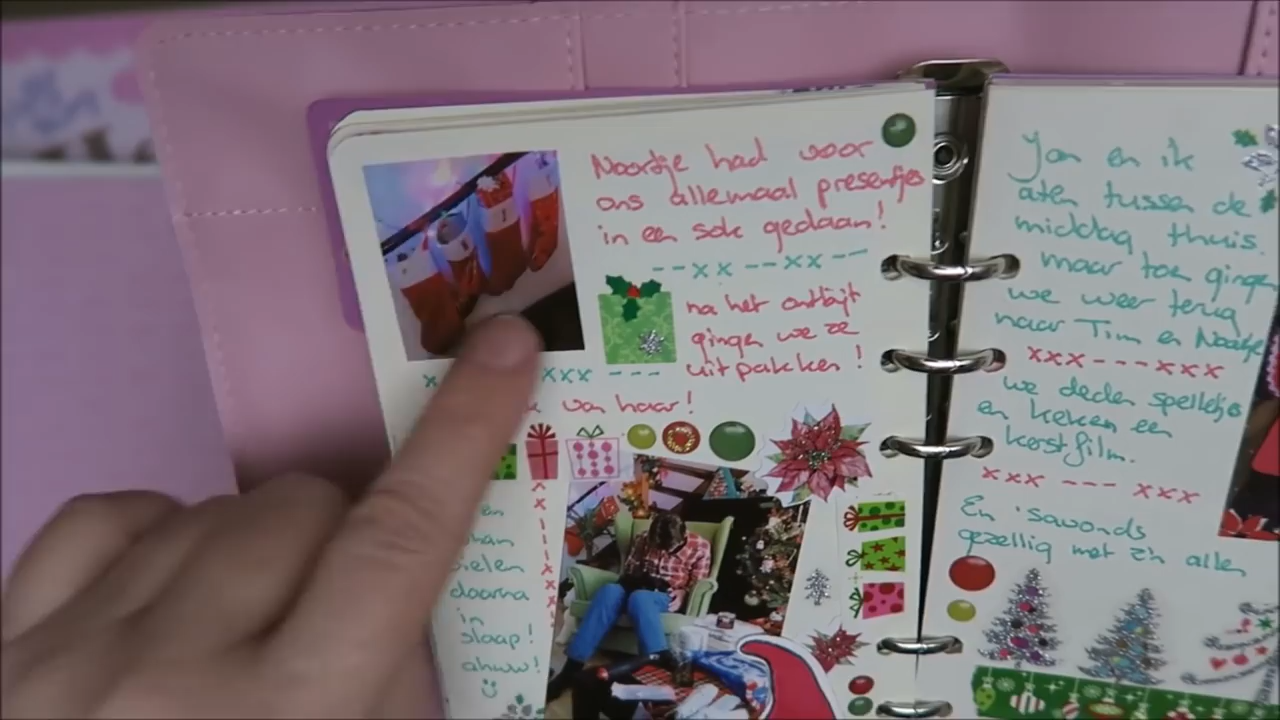 Noortje had voor
ons allemaal presentjes
in een sok gedaan!
--xx--xx--
na het ontbijt
gingen we ze
uitpakken!
xxx ---
van haar!
en
slaap!
ahww!
Jan en ik
aten tussen de
middag thuis.
maar toen gingen
we weer terug
naar Tim en Noortje
xxx---xxx
we deden spelletjes
en keken een
kerstfilm.
xxx --- xxx
En 'savonds
gezellig met z'n allen